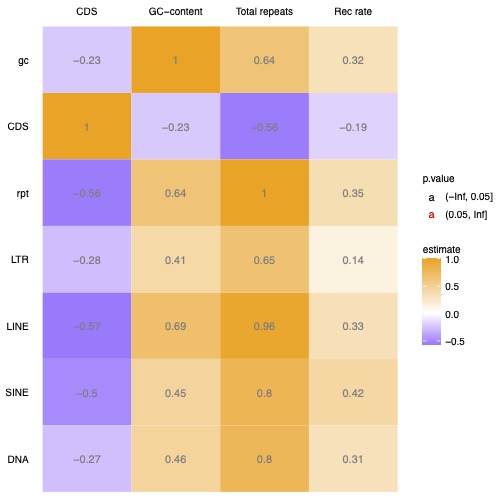 CDS GC−content Total repeats Rec rate
gc −0.23 1 0.64 0.32
CDS 1 −0.23 −0.56 −0.19
rpt −0.56 0.64 1 0.35
LTR −0.28 0.41 0.65 0.14
LINE −0.57 0.69 0.96 0.33
SINE −0.5 0.45 0.8 0.42
DNA −0.27 0.46 0.8 0.31
p.value
a (−Inf, 0.05]
a (0.05, Inf]
estimate
1.0
0.5
0.0
−0.5